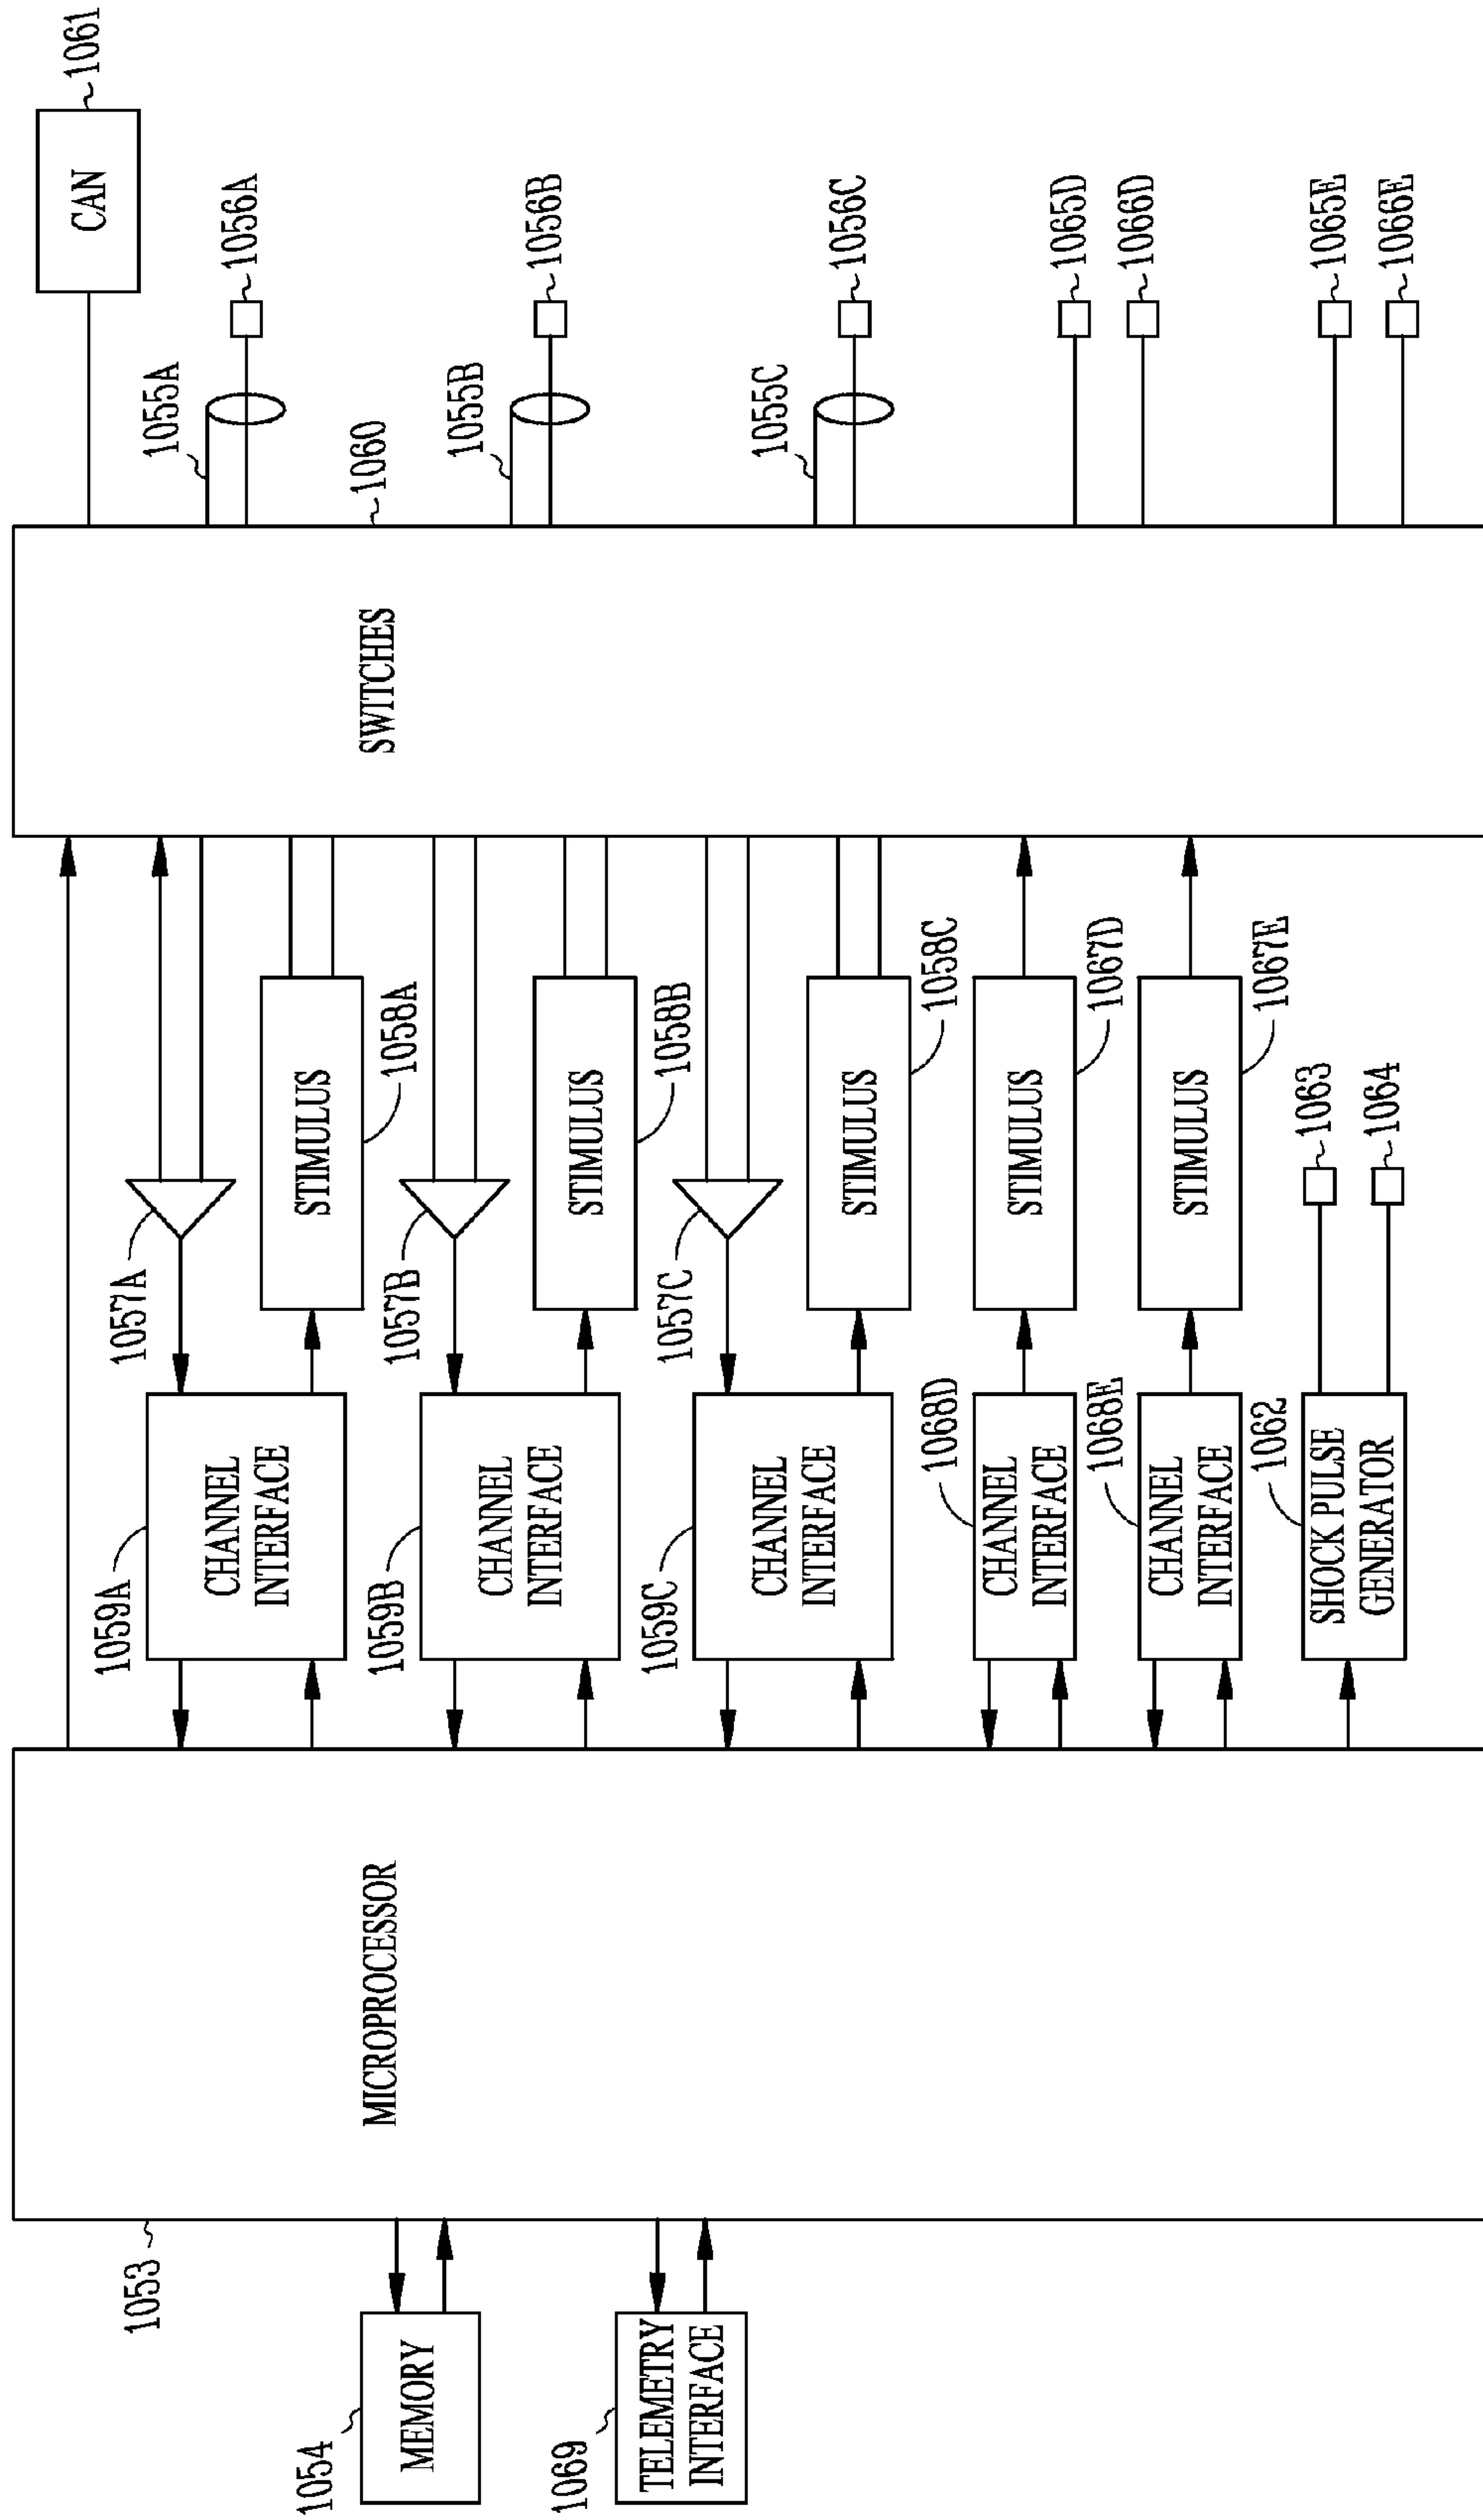 1054
MEMORY
1069
TELEMETRY
INTERFACE
1053
MICROPROCESSOR
1059A
CHANNEL
INTERFACE
1059B
CHANNEL
INTERFACE
1059C
CHANNEL
INTERFACE
1068D
CHANNEL
INTERFACE
1068E
CHANNEL
INTERFACE
1062
SHOCK PULSE
GENERATOR
1057A
1057B
1057C
STIMULUS
1058A
STIMULUS
1058B
STIMULUS
1058C
STIMULUS
1067D
STIMULUS
1067E
1063
1064
SWITCHES
1060
CAN
1061
1055A
1056A
1055B
1056B
1055C
1056C
1065D
1066D
1065E
1066E